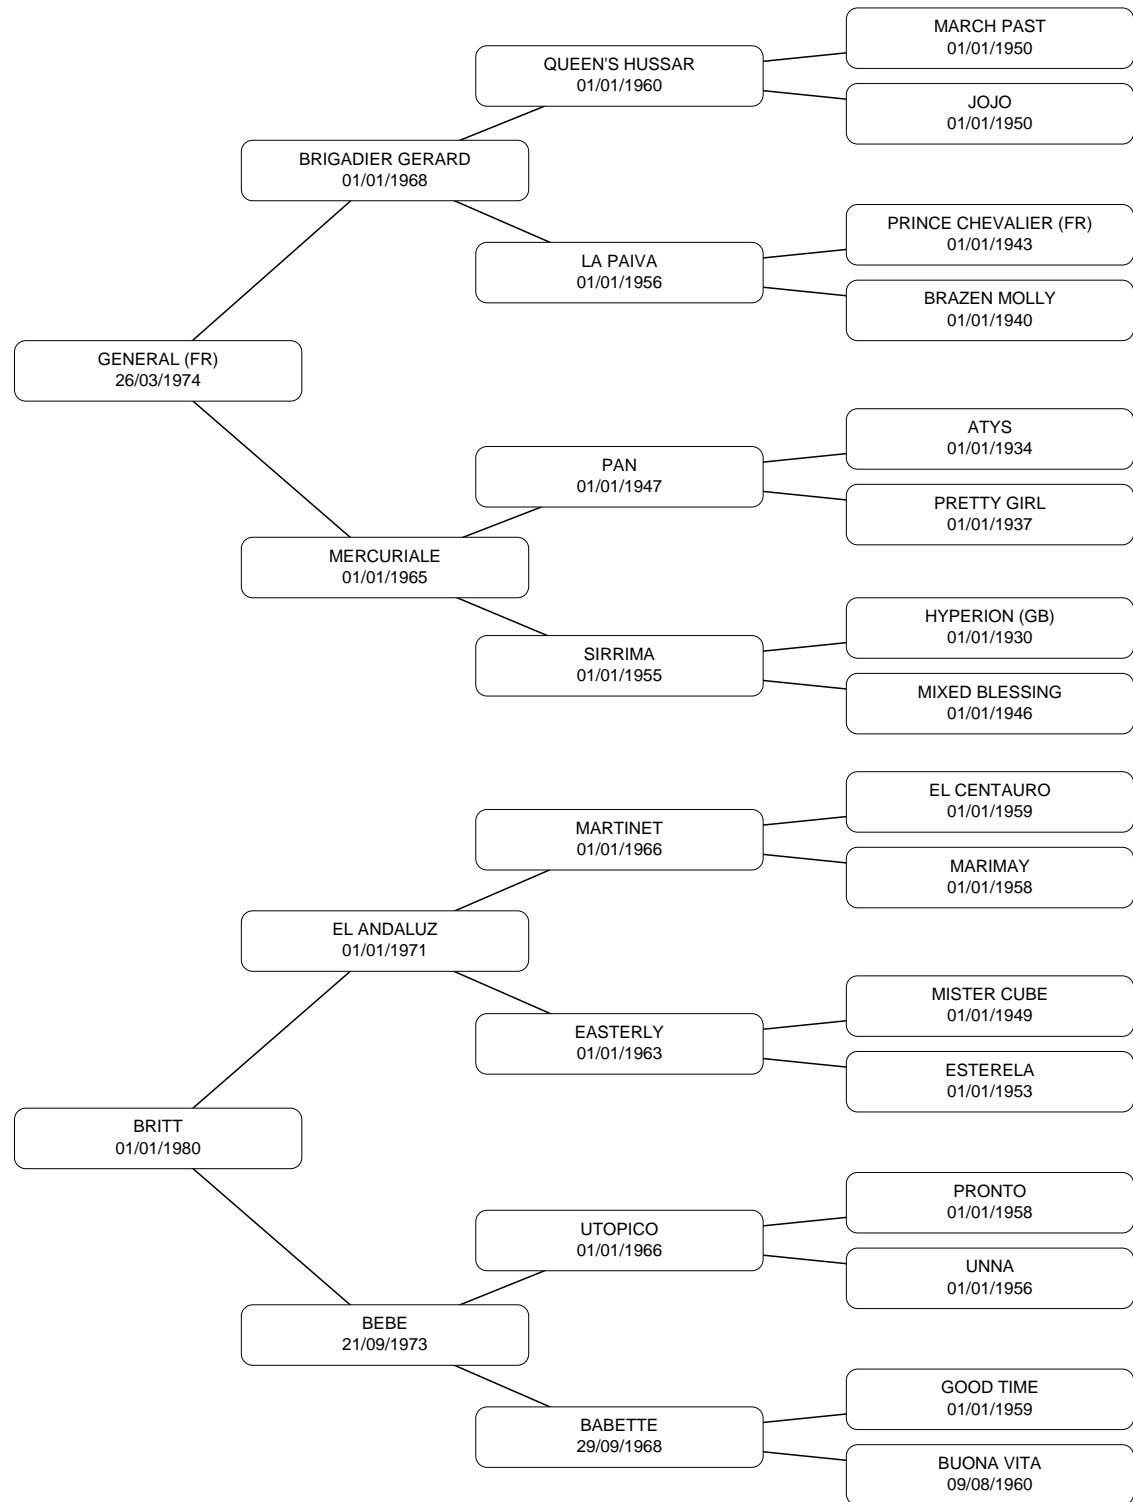 MARCH PAST
01/01/1950
QUEEN'S HUSSAR
01/01/1960
JOJO
01/01/1950
BRIGADIER GERARD
01/01/1968
PRINCE CHEVALIER (FR)
01/01/1943
LA PAIVA
01/01/1956
BRAZEN MOLLY
01/01/1940
GENERAL (FR)
26/03/1974
ATYS
01/01/1934
PAN
01/01/1947
PRETTY GIRL
01/01/1937
MERCURIALE
01/01/1965
HYPERION (GB)
01/01/1930
SIRRIMA
01/01/1955
MIXED BLESSING
01/01/1946
EL CENTAURO
01/01/1959
MARTINET
01/01/1966
MARIMAY
01/01/1958
EL ANDALUZ
01/01/1971
MISTER CUBE
01/01/1949
EASTERLY
01/01/1963
ESTERELA
01/01/1953
BRITT
01/01/1980
PRONTO
01/01/1958
UTOPICO
01/01/1966
UNNA
01/01/1956
BEBE
21/09/1973
GOOD TIME
01/01/1959
BABETTE
29/09/1968
BUONA VITA
09/08/1960